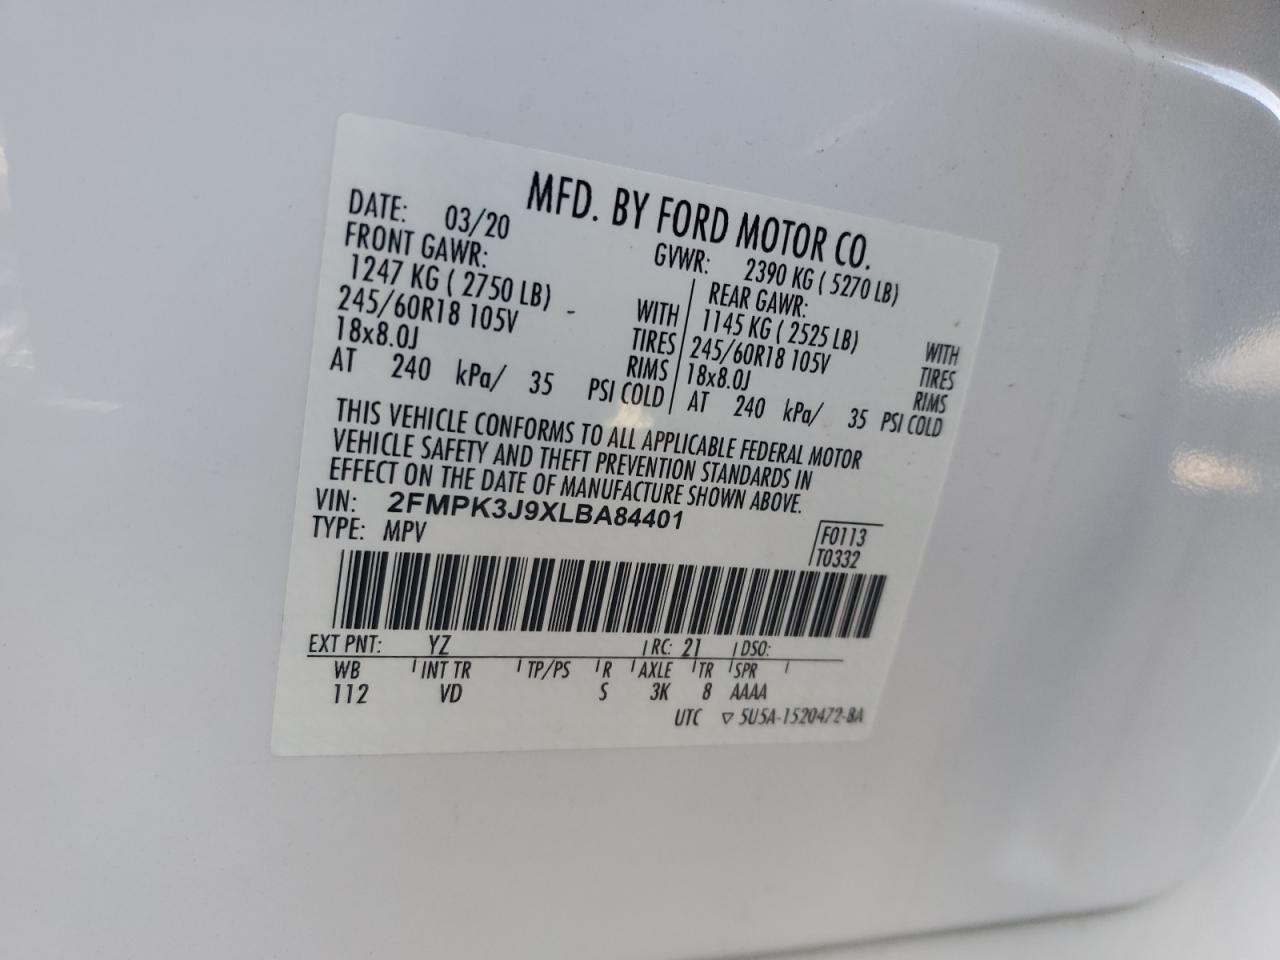 MFD. BY FORD MOTOR CO.
DATE: 03/20 GVWR: 2390 KG ( 5270 LB)
FRONT GAWR: REAR GAWR:
1247 KG ( 2750 LB) WITH 1145 KG ( 2525 LB) WITH
245/60R18 105V TIRES 245/60R18 105V TIRES
18x8.0J RIMS 18x8.0J RIMS
AT 240 kPa/ 35 PSI COLD AT 240 kPa/ 35 PSI COLD
THIS VEHICLE CONFORMS TO ALL APPLICABLE FEDERAL MOTOR
VEHICLE SAFETY AND THEFT PREVENTION STANDARDS IN
EFFECT ON THE DATE OF MANUFACTURE SHOWN ABOVE.
VIN: 2FMPK3J9XLBA84401
TYPE: MPV F0113
T0332
EXT PNT: YZ RC: 21 DSO:
WB INT TR TP/PS R AXLE TR SPR
112 VD S 3K 8 AAAA
UTC ▽ 5U5A-1520472-BA